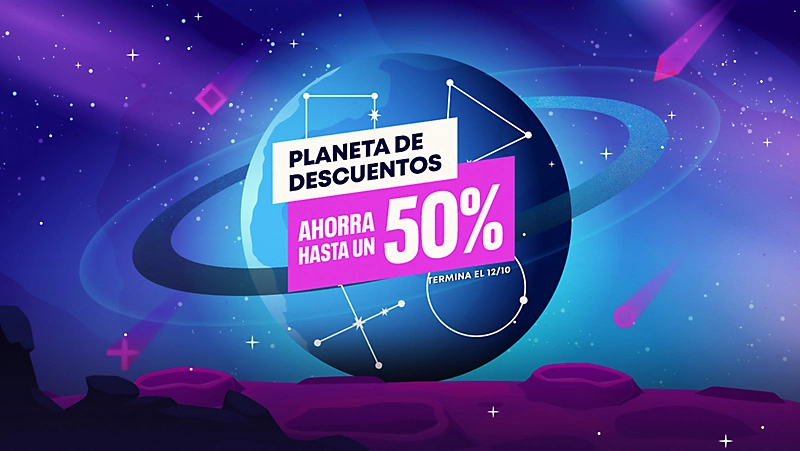 PLANETA DE
DESCUENTOS
AHORRA
HASTA UN
50%
TERMINA EL 12/10